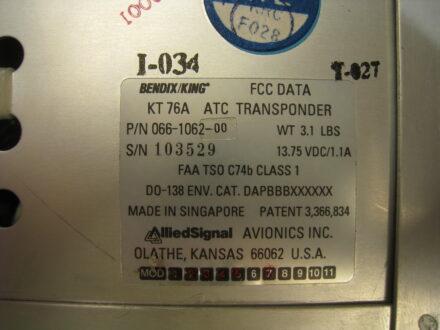 KRC
F028
I-034
T-02T
BENDIX/KING® FCC DATA
KT 76A ATC TRANSPONDER
P/N 066-1062-00 WT 3.1 LBS
S/N 103529 13.75 VDC/1.1A
FAA TSO C74b CLASS 1
DO-138 ENV. CAT. DAPBBBXXXXXX
MADE IN SINGAPORE PATENT 3,366,834
AlliedSignal AVIONICS INC.
OLATHE, KANSAS 66062 U.S.A.
MOD 1 2 3 4 5 6 7 8 9 10 11